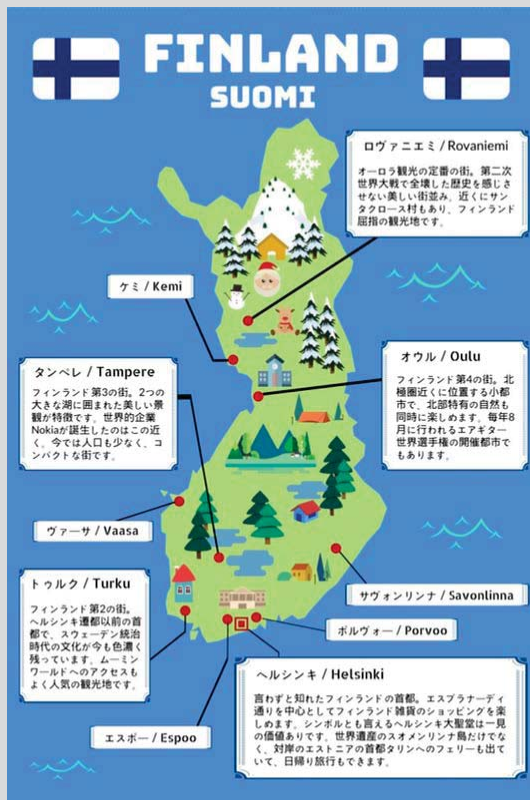 FINLAND
SUOMI
ロヴァニエミ / Rovaniemi
オーロラ観光の定番の街。第二次
世界大戦で全壊した歴史を感じさ
せない美しい街並み。近くにサン
タクロース村もあり、フィンランド
屈指の観光地です。
ケミ / Kemi
オウル / Oulu
フィンランド第4の街。北
極圏近くに位置する小都
市で、北部特有の自然も
同時に楽しめます。毎年8
月に行われるエアギター
世界選手権の開催都市で
もあります。
タンペレ / Tampere
フィンランド第3の街。2つの
大きな湖に囲まれた美しい景
観が特徴です。世界的企業
Nokiaが誕生したのはこの近
く。今では人口も少なく、コ
ンパクトな街です。
ヴァーサ / Vaasa
トゥルク / Turku
フィンランド第2の街。
ヘルシンキ遷都以前の首
都で、スウェーデン統治
時代の文化が今も色濃く
残っています。ムーミン
ワールドへのアクセスも
よく人気の観光地です。
サヴォンリンナ / Savonlinna
ポルヴォー / Porvoo
ヘルシンキ / Helsinki
言わずと知れたフィンランドの首都。エスプラナーディ
通りを中心としてフィンランド雑貨のショッピングを楽
しめます。シンボルとも言えるヘルシンキ大聖堂は一見
の価値ありです。世界遺産のスオメンリンナ島だけでな
く、対岸のエストニアの首都タリンへのフェリーも出て
いて、日帰り旅行もできます。
エスポー / Espoo